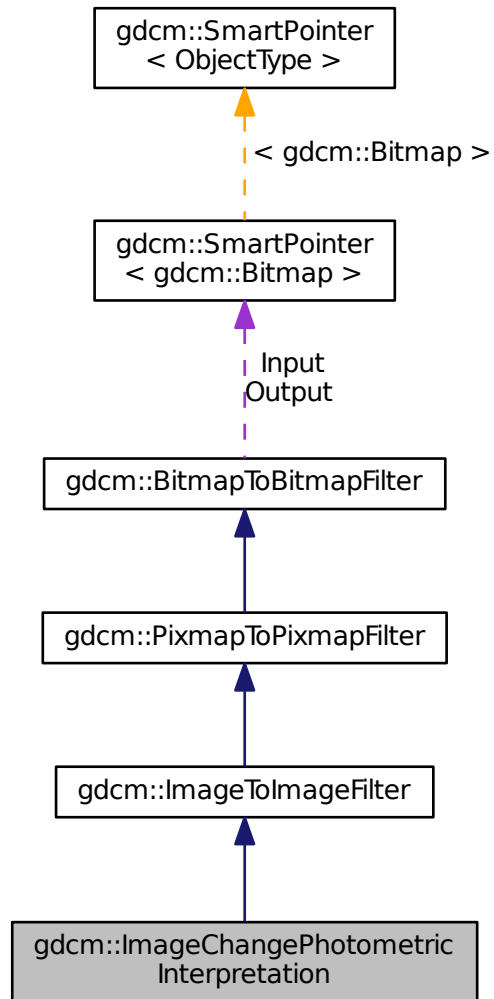 gdcm::SmartPointer
< ObjectType >
< gdcm::Bitmap >
gdcm::SmartPointer
< gdcm::Bitmap >
Input
Output
gdcm::BitmapToBitmapFilter
gdcm::PixmapToPixmapFilter
gdcm::ImageToImageFilter
gdcm::ImageChangePhotometric
Interpretation